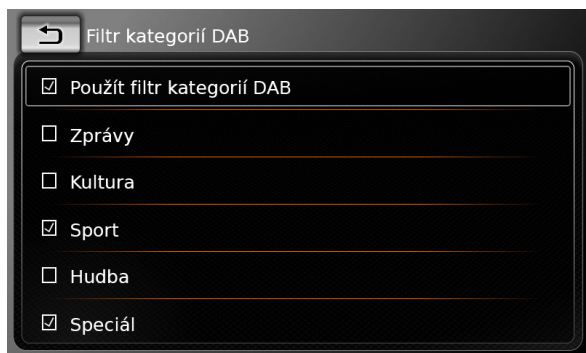 Filtr kategorií DAB
Použít filtr kategorií DAB
Zprávy
Kultura
Sport
Hudba
Speciál